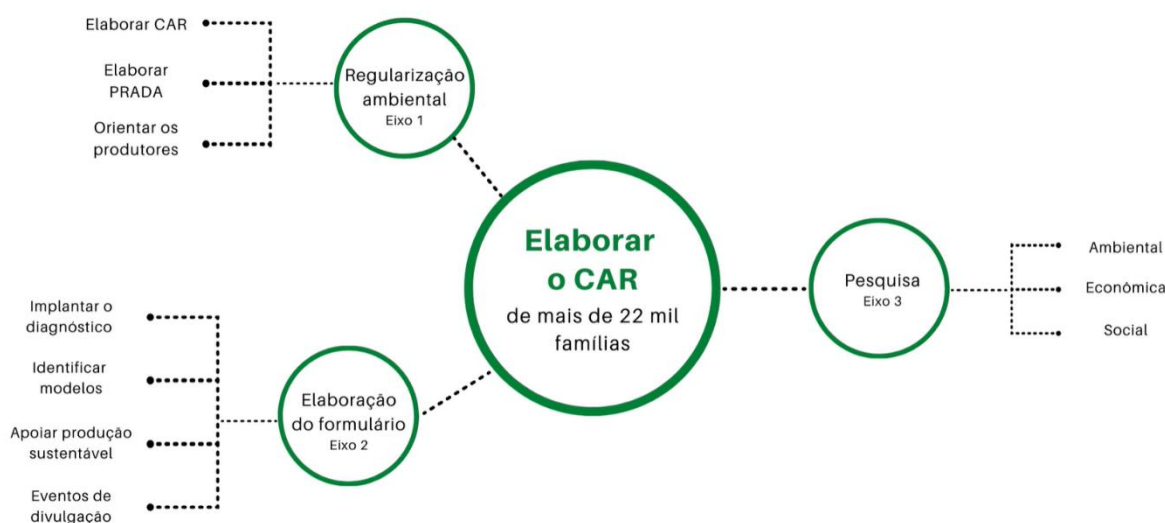 Elaborar CAR
Elaborar
PRADA
Orientar os
produtores
Regularização
ambiental
Eixo 1
Elaborar
o CAR
de mais de 22 mil
famílias
Pesquisa
Eixo 3
Ambiental
Econômica
Social
Implantar o
diagnóstico
Identificar
modelos
Apoiar produção
sustentável
Eventos de
divulgação
Elaboração
do formulário
Eixo 2